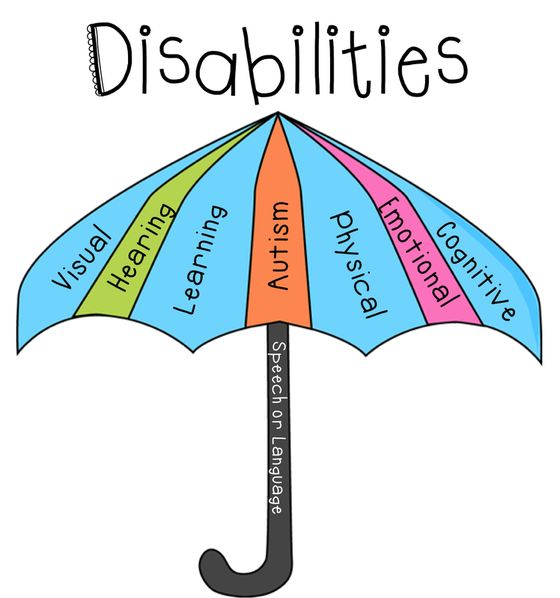 Disabilities
Visual
Hearing
Learning
Autism
Physical
Emotional
Cognitive
Speech or Language